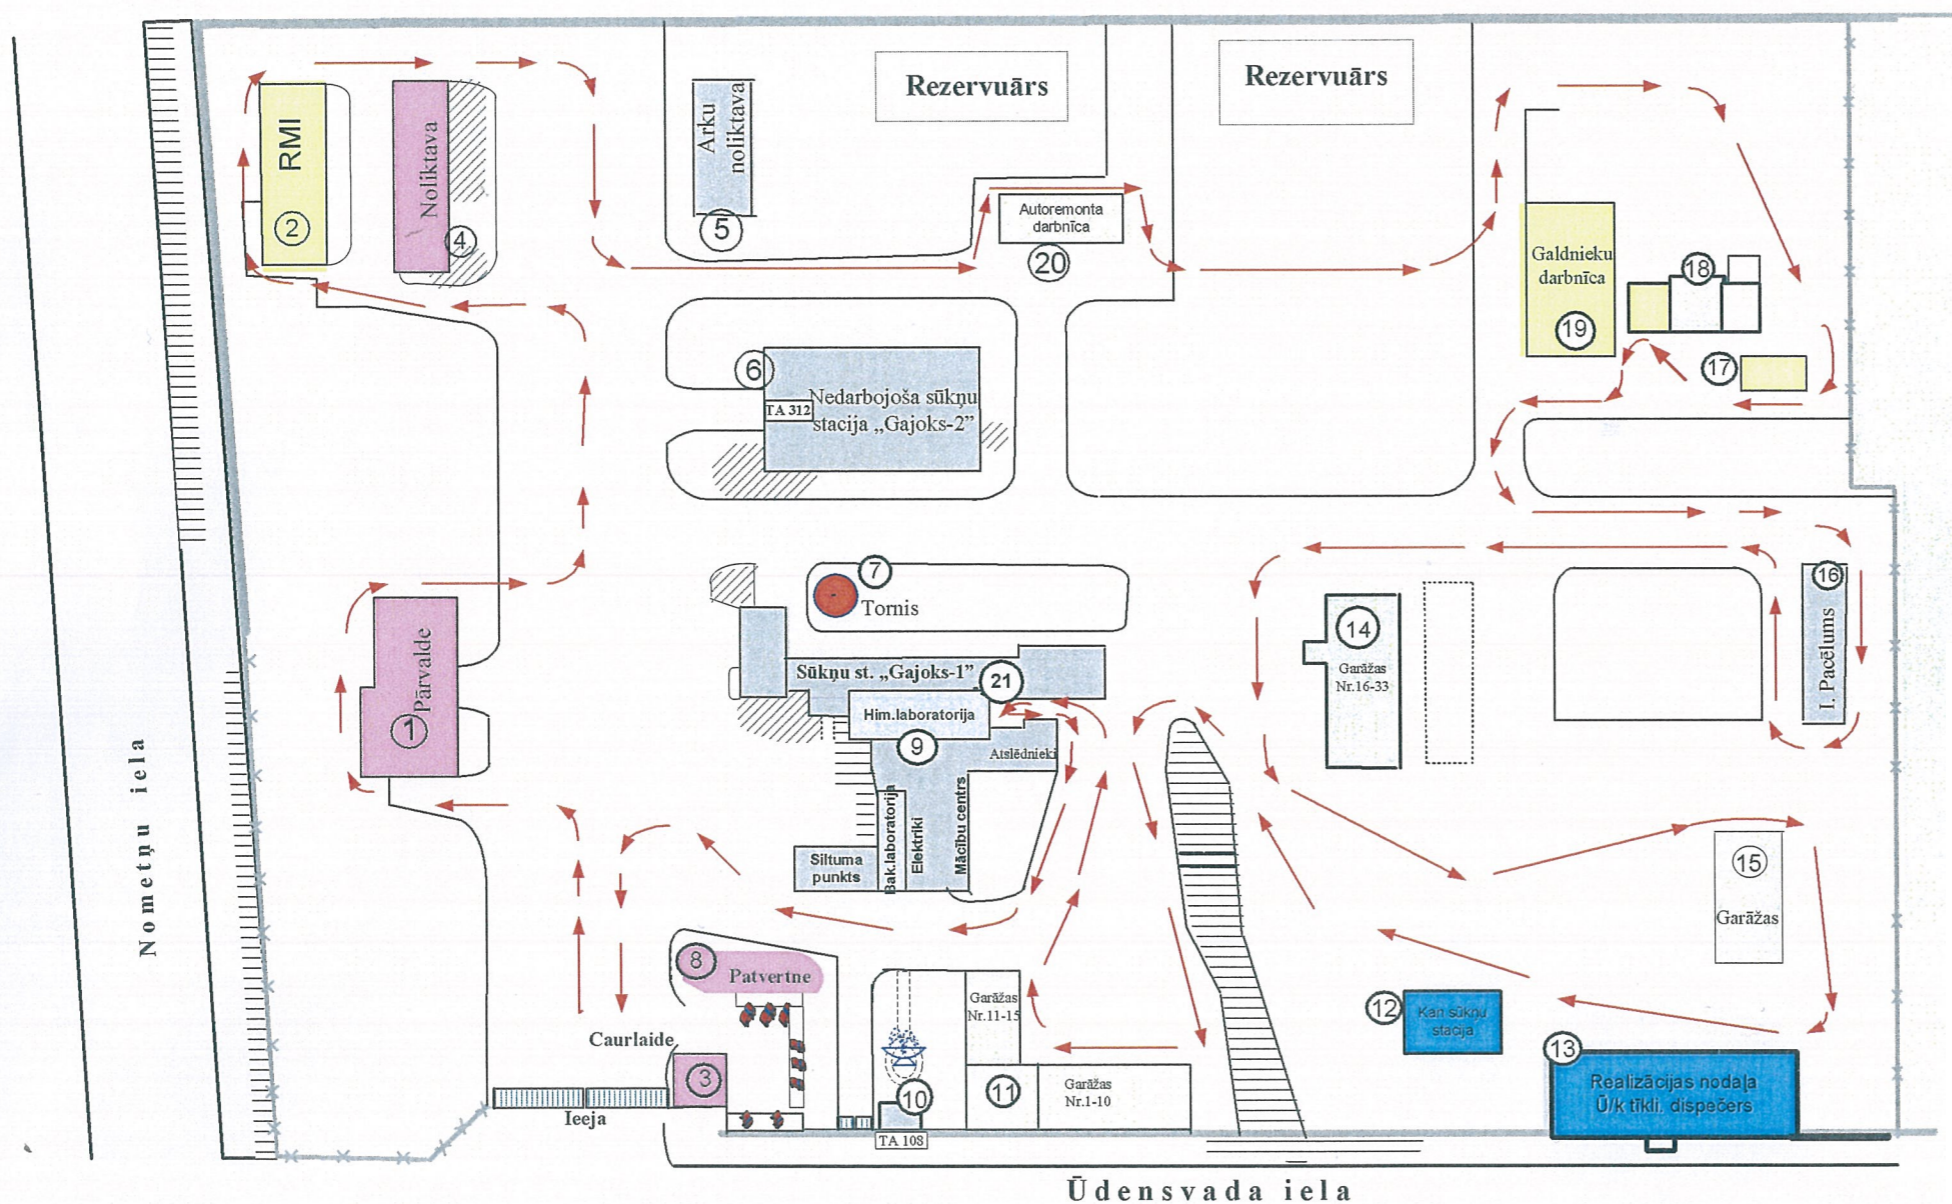 Rezervuārs
Rezervuārs
RMI
2
Noliktava
4
Arku
noliktava
5
Autoremonta
darbnīca
20
Galdnieku
darbnīca
19
18
17
6
TA 312
Nedarbojoša sūkņu
stacija „Gajoks-2”
7
Tornis
16
I. Pacēlums
14
Garāžas
Nr.16-33
Pārvalde
1
Sūkņu st. „Gajoks-1”
21
Him.laboratorija
9
Atslēdnieki
Bak.laboratorija
Elektriķi
Mācību centrs
Siltuma
punkts
15
Garāžas
Nometņu iela
8
Patvertne
Caurlaide
3
Ieeja
10
TA 108
Garāžas
Nr.11-15
11
Garāžas
Nr.1-10
12
Kan sūkņu
stacija
13
Realizācijas nodaļa
Ū/k tīkli. dispečers
Ūdensvada iela